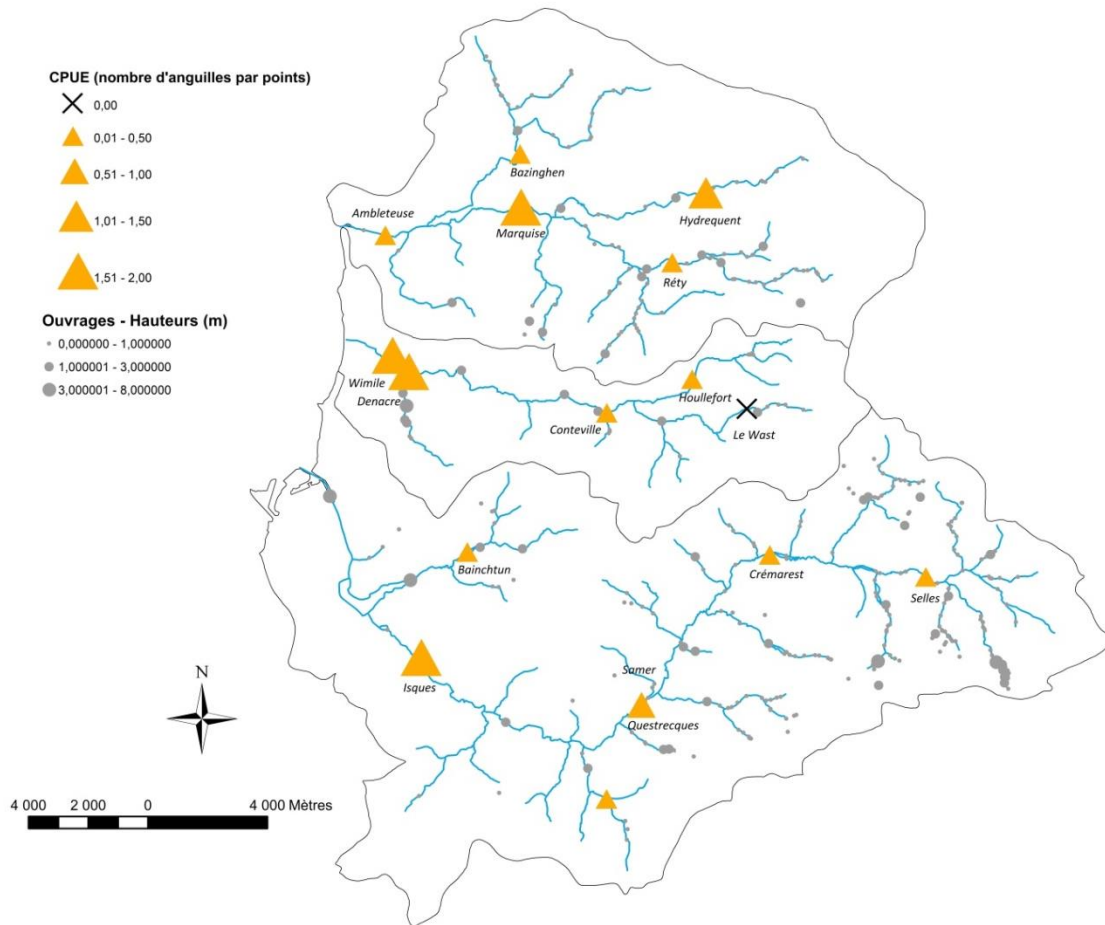 CPUE (nombre d'anguilles par points)
0,00
0,01 - 0,50
0,51 - 1,00
1,01 - 1,50
1,51 - 2,00
Ouvrages - Hauteurs (m)
0,000000 - 1,000000
1,000001 - 3,000000
3,000001 - 8,000000
Bazinghen
Ambleteuse
Marquise
Hydrequent
Réty
Wimile
Denacre
Houllefort
Conteville
Le Wast
Bainchtun
Crémarest
Selles
Isques
Samer
Questrecques
N
4 000 2 000 0 4 000 Mètres